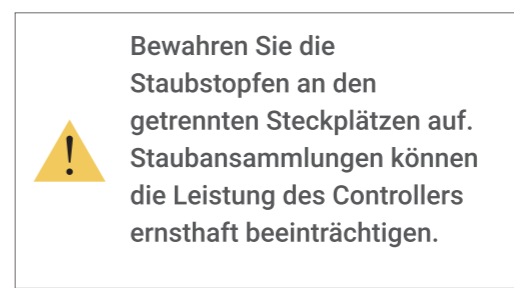 Bewahren Sie die
Staubstopfen an den
getrennten Steckplätzen auf.
Staubansammlungen können
die Leistung des Controllers
ernsthaft beeinträchtigen.